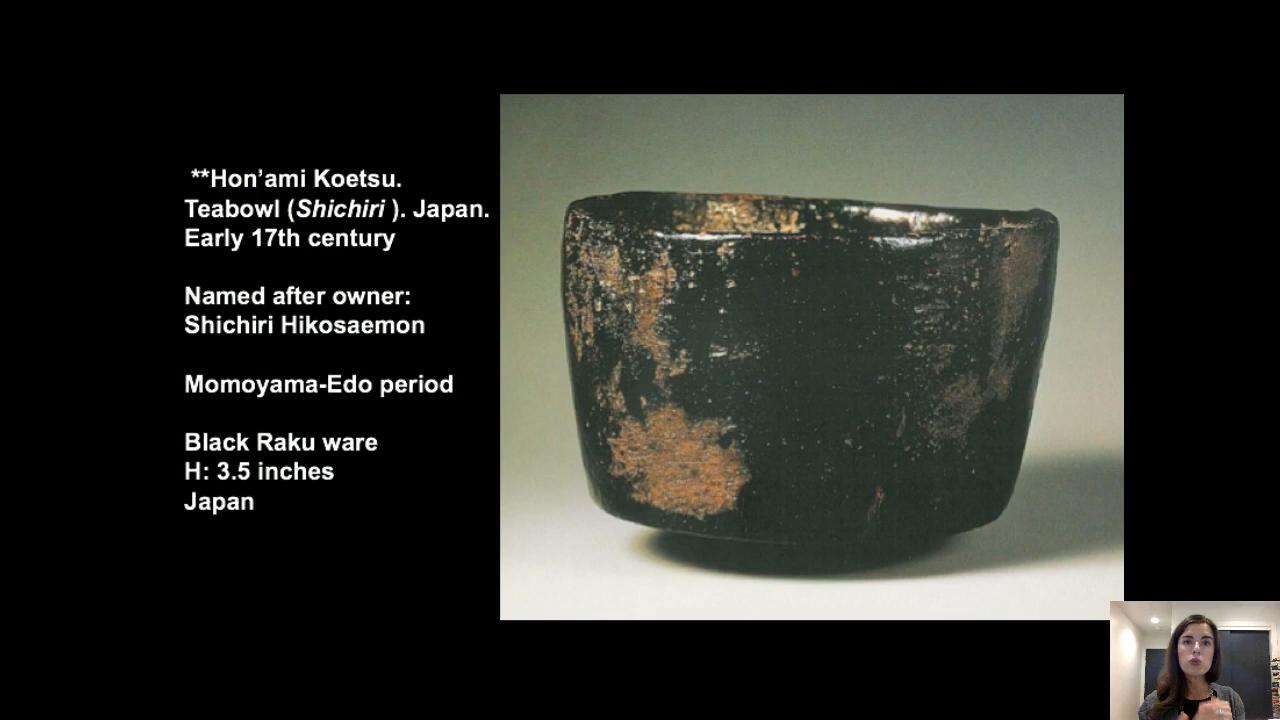 **Hon’ami Koetsu.
Teabowl (Shichiri ). Japan.
Early 17th century
Named after owner:
Shichiri Hikosaemon
Momoyama-Edo period
Black Raku ware
H: 3.5 inches
Japan